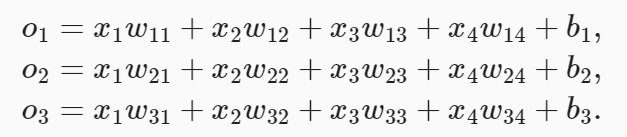 o₁ = x₁w₁₁ + x₂w₁₂ + x₃w₁₃ + x₄w₁₄ + b₁,
o₂ = x₁w₂₁ + x₂w₂₂ + x₃w₂₃ + x₄w₂₄ + b₂,
o₃ = x₁w₃₁ + x₂w₃₂ + x₃w₃₃ + x₄w₃₄ + b₃.